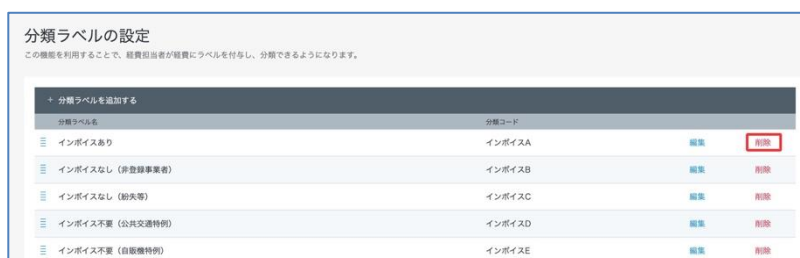 分類ラベルの設定
この機能を利用することで、経費担当者が経費にラベルを付与し、分類できるようになります。
+ 分類ラベルを追加する
分類ラベル名 分類コード
インボイスあり インボイスA 編集 削除
インボイスなし（非登録事業者） インボイスB 編集 削除
インボイスなし（紛失等） インボイスC 編集 削除
インボイス不要（公共交通特例） インボイスD 編集 削除
インボイス不要（自販機特例） インボイスE 編集 削除